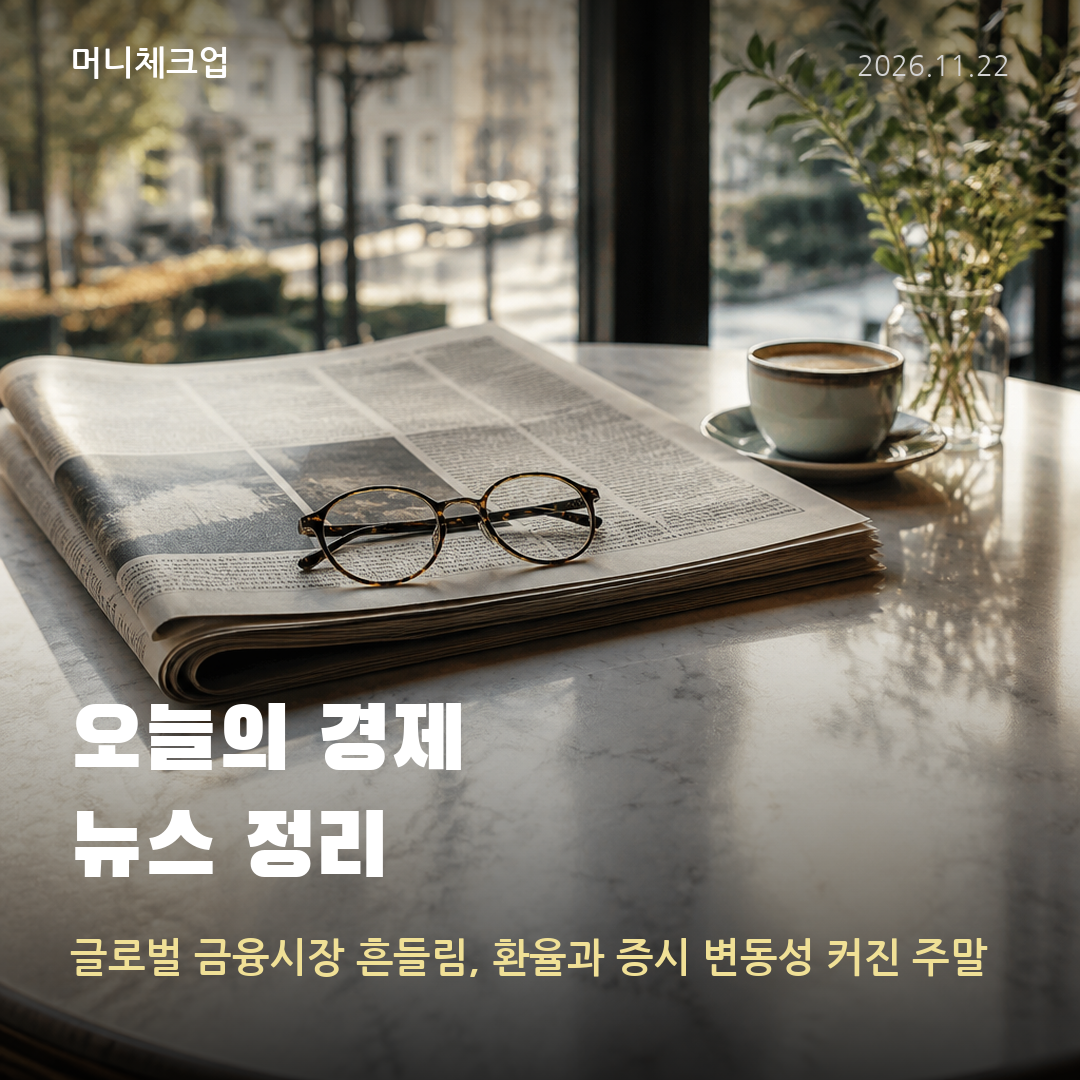 머니체크업
2026.11.22
오늘의 경제
뉴스 정리
글로벌 금융시장 흔들림, 환율과 증시 변동성 커진 주말